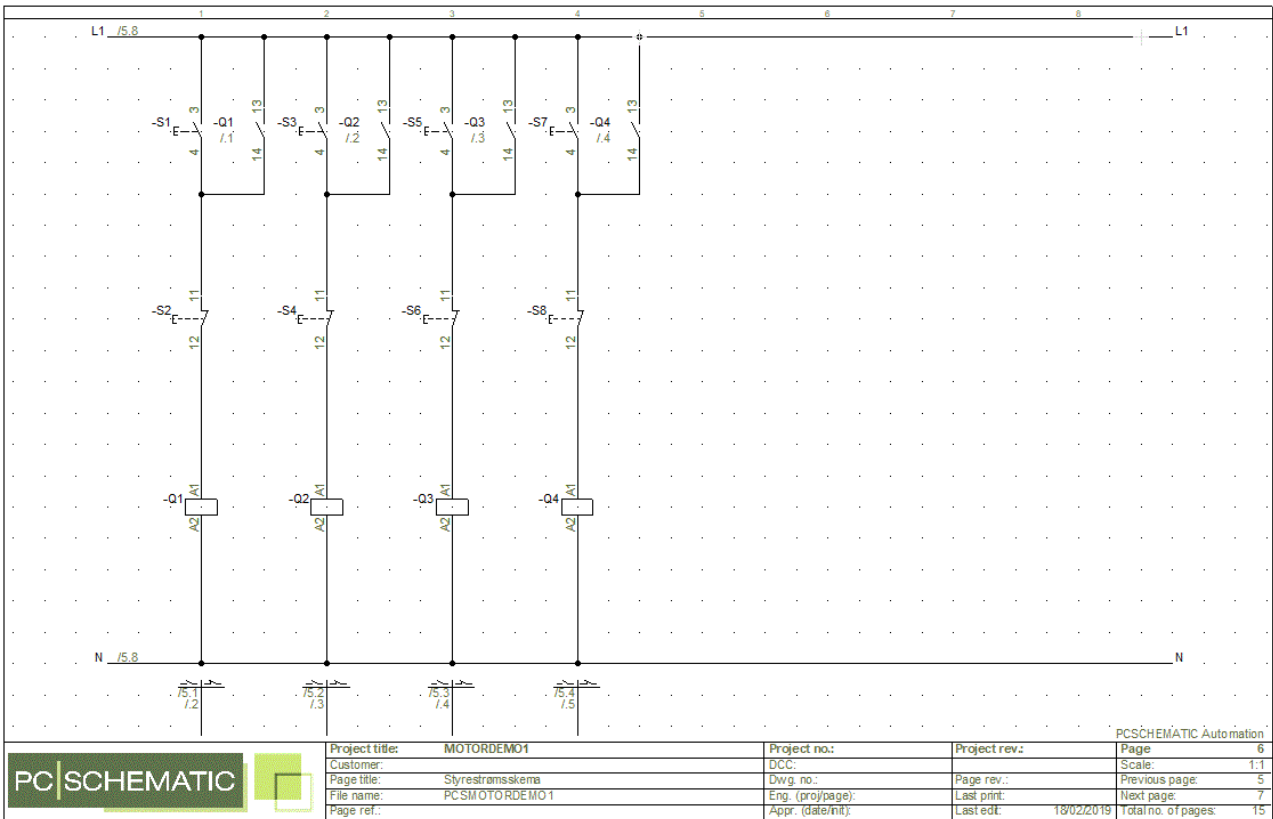 1 2 3 4 5 6 7 8
L1 /5.8 L1
3 13 3 13 3 13 3 13
-S1 -Q1 -S3 -Q2 -S5 -Q3 -S7 -Q4
/.1 /.2 /.3 /.4
4 14 4 14 4 14 4 14
11 11 11 11
-S2 -S4 -S6 -S8
12 12 12 12
A1 A1 A1 A1
-Q1 -Q2 -Q3 -Q4
A2 A2 A2 A2
N /5.8 N
/5.1 /5.2 /5.3 /5.4
/.2 /.3 /.4 /.5
PCSCHEMATIC Automation
PC|SCHEMATIC
Project title: MOTORDEMO1 Project no.: Project rev.: Page 6
Customer: DCC: Scale: 1:1
Page title: Styrestrømsskema Dwg. no.: Page rev.: Previous page: 5
File name: PCSMOTORDEMO1 Eng. (proj/page): Last print: Next page: 7
Page ref.: Appr. (date/init): Last edit: 18/02/2019 Total no. of pages: 15